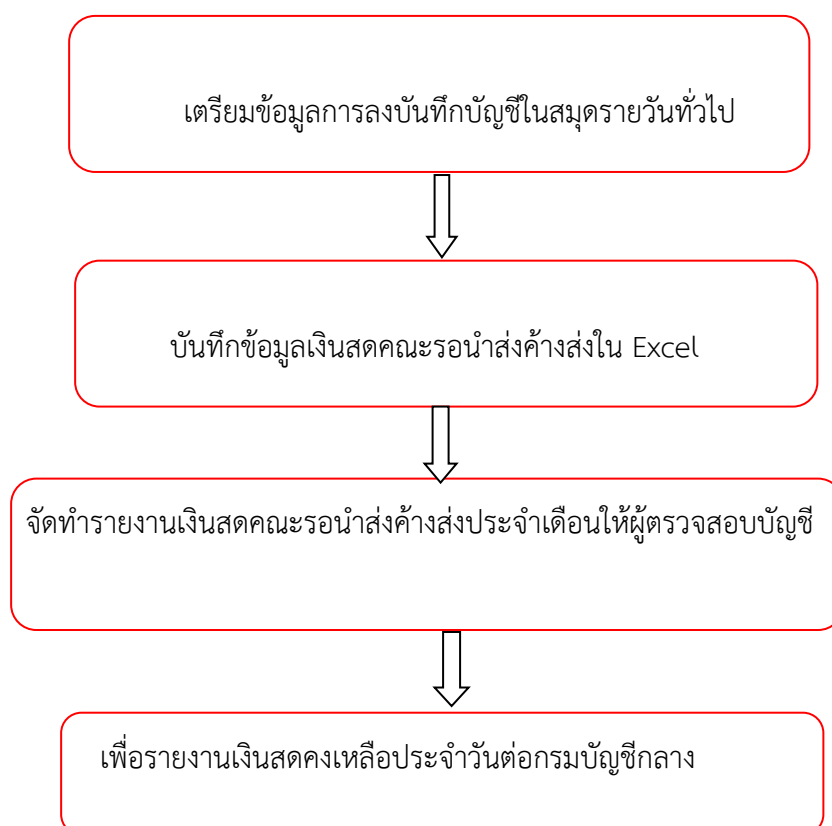 เตรียมข้อมูลการลงบันทึกบัญชีในสมุดรายวันทั่วไป
บันทึกข้อมูลเงินสดคณะรอนำส่งค้างส่งใน Excel
จัดทำรายงานเงินสดคณะรอนำส่งค้างส่งประจำเดือนให้ผู้ตรวจสอบบัญชี
เพื่อรายงานเงินสดคงเหลือประจำวันต่อกรมบัญชีกลาง